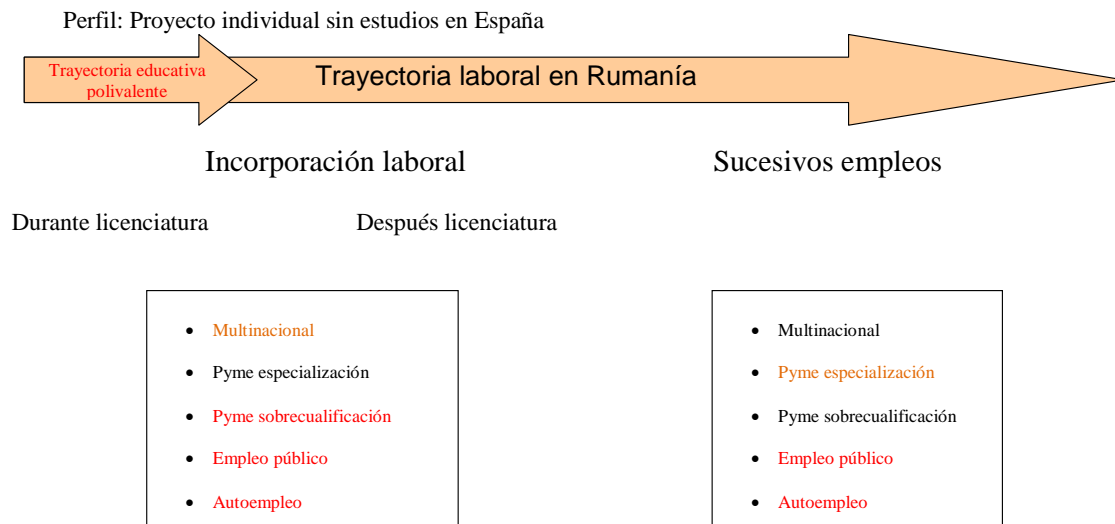 Perfil: Proyecto individual sin estudios en España
Trayectoria educativa
polivalente
Trayectoria laboral en Rumanía
Incorporación laboral
Sucesivos empleos
Durante licenciatura
Después licenciatura
• Multinacional
• Pyme especialización
• Pyme sobrecualificación
• Empleo público
• Autoempleo
• Multinacional
• Pyme especialización
• Pyme sobrecualificación
• Empleo público
• Autoempleo